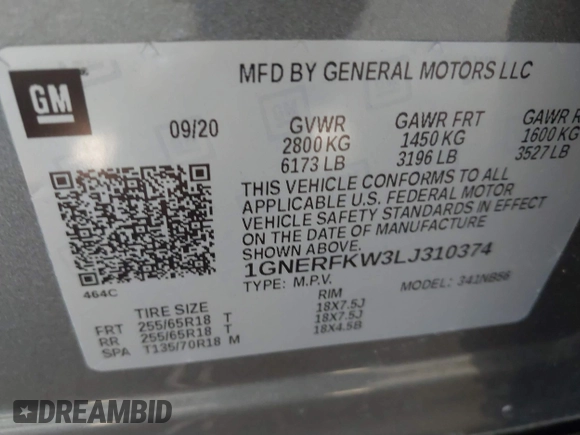 GM
MFD BY GENERAL MOTORS LLC
09/20 GVWR GAWR FRT GAWR R
2800 KG 1450 KG 1600 KG
6173 LB 3196 LB 3527 LB
THIS VEHICLE CONFORMS TO ALL
APPLICABLE U.S. FEDERAL MOTOR
VEHICLE SAFETY STANDARDS IN EFFECT
ON THE DATE OF MANUFACTURE
SHOWN ABOVE.
1GNERFKW3LJ310374
TYPE: M.P.V. MODEL: 341NB56
464C
TIRE SIZE RIM
FRT 255/65R18 T 18X7.5J
RR 255/65R18 T 18X7.5J
SPA T135/70R18 M 18X4.5B
DREAMBID